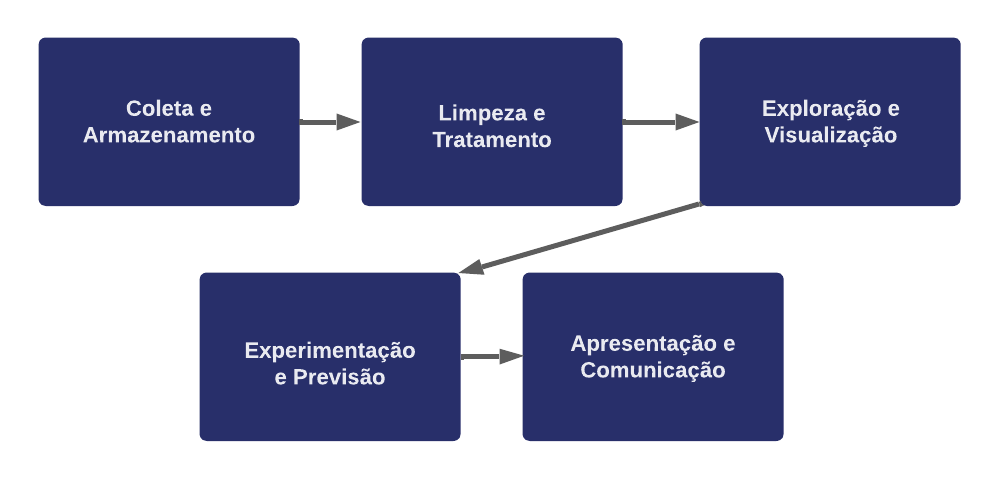 Coleta e
Armazenamento
Limpeza e
Tratamento
Exploração e
Visualização
Experimentação
e Previsão
Apresentação e
Comunicação